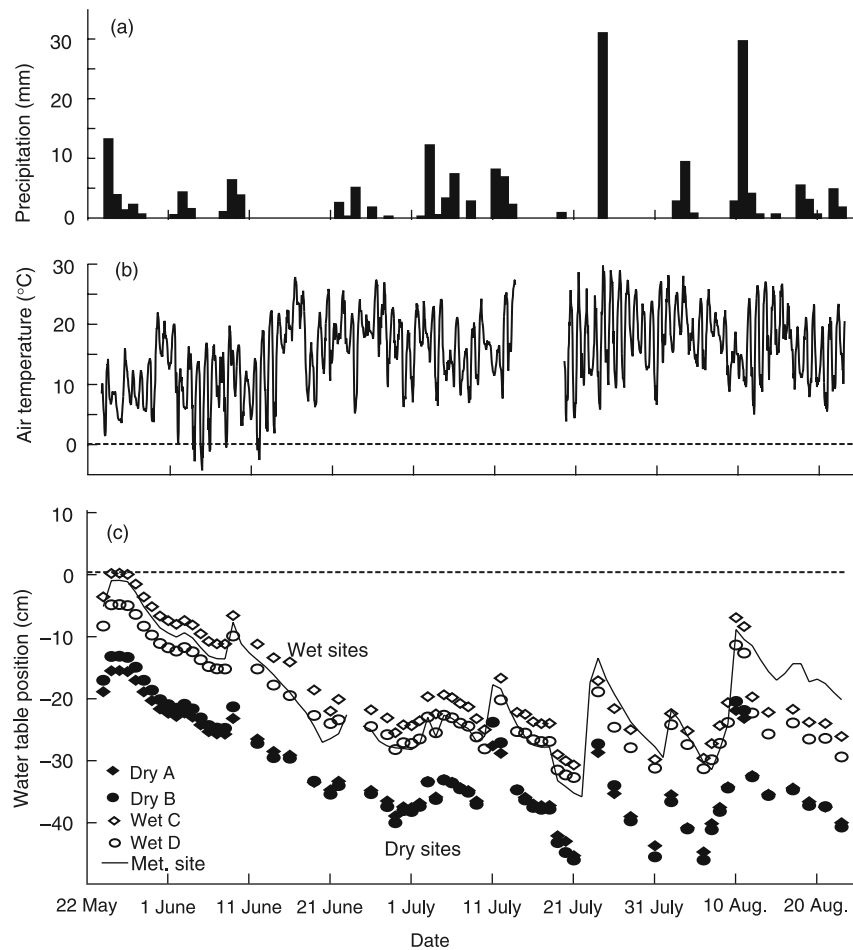 (a)
Precipitation (mm)
30
20
10
0
(b)
Air temperature (°C)
30
20
10
0
(c)
Water table position (cm)
10
0
−10
−20
−30
−40
−50
Wet sites
Dry sites
Dry A
Dry B
Wet C
Wet D
Met. site
22 May 1 June 11 June 21 June 1 July 11 July 21 July 31 July 10 Aug. 20 Aug.
Date